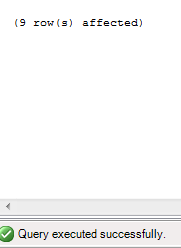 (9 row(s) affected)
Query executed successfully.